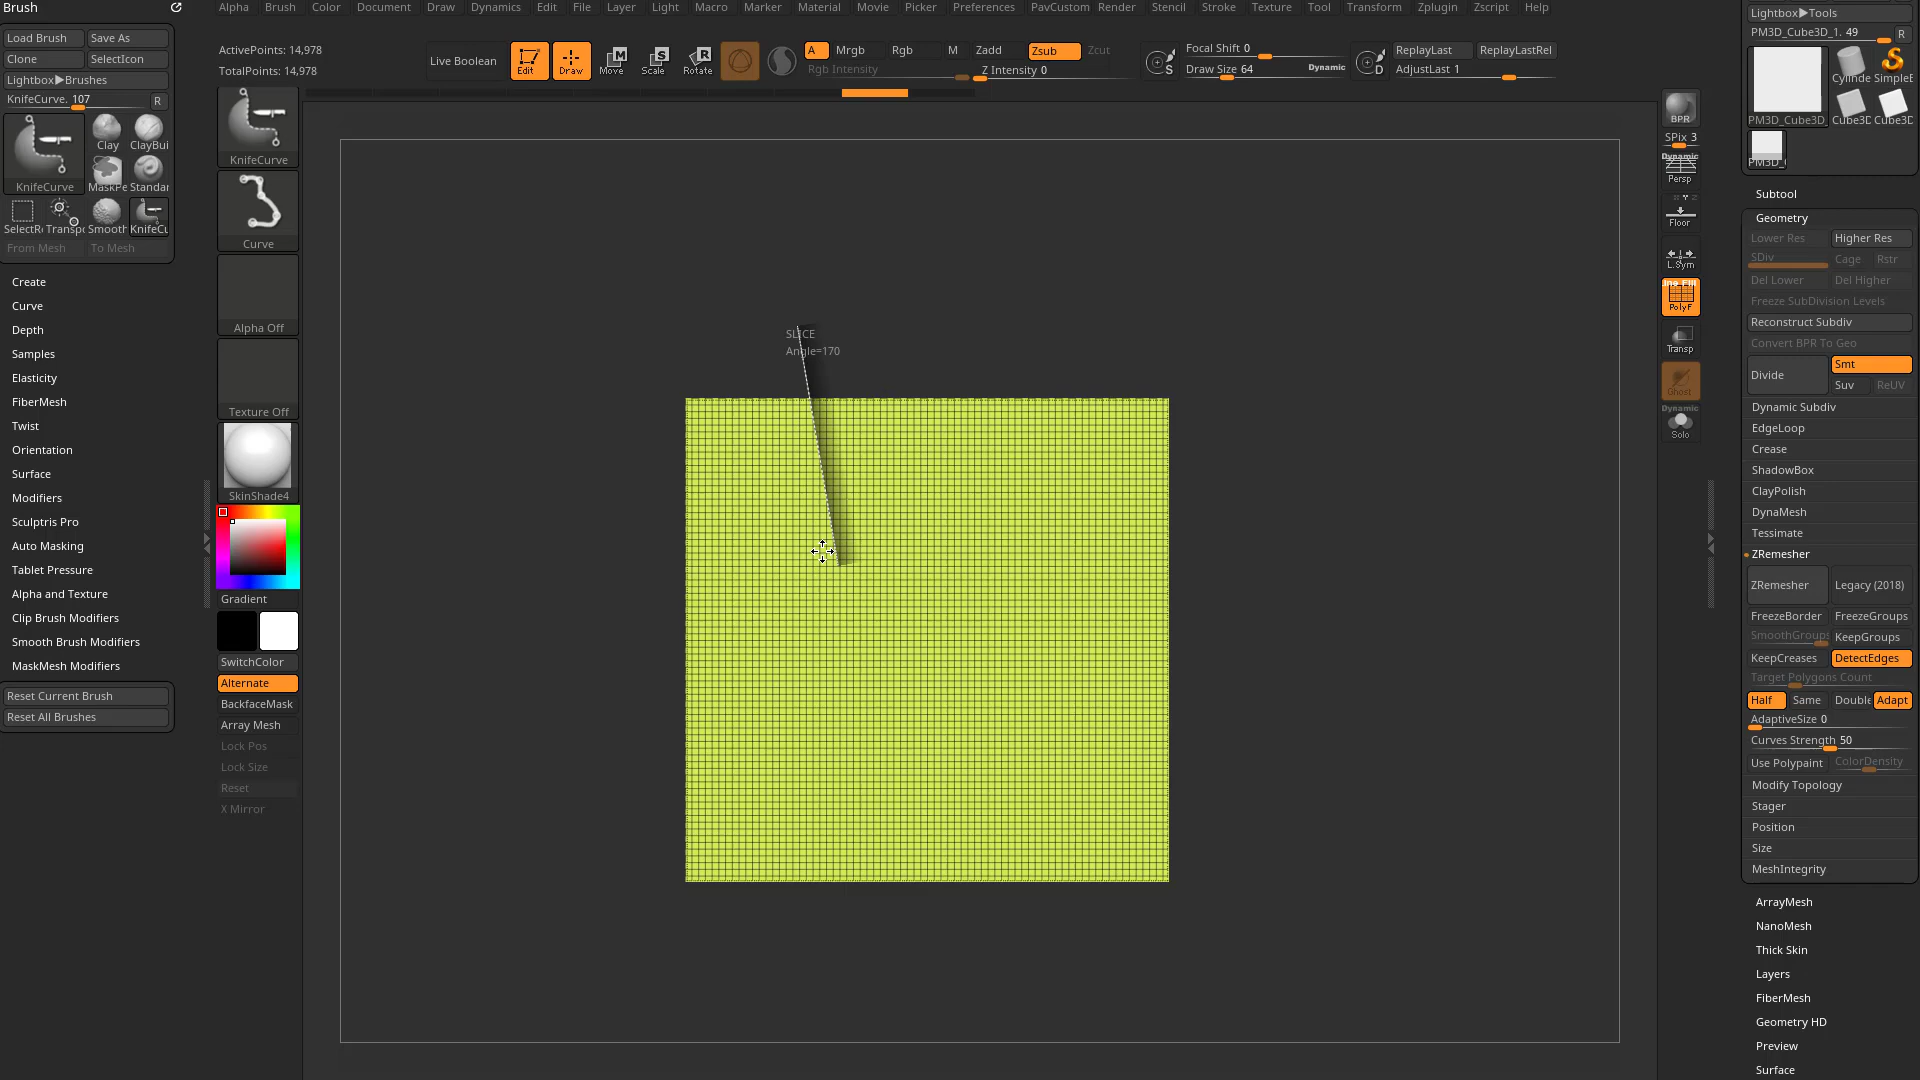 Brush
Alpha Brush Color Document Draw Dynamics Edit File Layer Light Macro Marker Material Movie Picker Preferences PavCustom Render Stencil Stroke Texture Tool Transform Zplugin Zscript Help
Load Brush Save As
Clone SelectIcon
Lightbox▶Brushes
KnifeCurve. 107 R
KnifeCurve
Clay ClayBui
MaskPe Standar
SelectR Transpo Smooth KnifeCu
From Mesh To Mesh
Create
Curve
Depth
Samples
Elasticity
FiberMesh
Twist
Orientation
Surface
Modifiers
Sculptris Pro
Auto Masking
Tablet Pressure
Alpha and Texture
Clip Brush Modifiers
Smooth Brush Modifiers
MaskMesh Modifiers
Reset Current Brush
Reset All Brushes
ActivePoints: 14,978
TotalPoints: 14,978
KnifeCurve
Curve
Alpha Off
Texture Off
SkinShade4
Gradient
SwitchColor
Alternate
BackfaceMask
Array Mesh
Lock Pos
Lock Size
Reset
X Mirror
Live Boolean
Edit Draw Move Scale Rotate
A Mrgb Rgb M Zadd Zsub Zcut
Rgb Intensity Z Intensity 0
S
Focal Shift 0
Draw Size 64 Dynamic
D
ReplayLast ReplayLastRel
AdjustLast 1
SLICE
Angle=170
BPR
SPix 3
Dynamic
Persp
Floor
L.Sym
Line Fill
PolyF
Transp
Ghost
Dynamic
Solo
Lightbox▶Tools
PM3D_Cube3D_1. 49 R
PM3D_Cube3D_
Cylinde SimpleB
Cube3D Cube3D
Subtool
Geometry
Lower Res Higher Res
SDiv Cage Rstr
Del Lower Del Higher
Freeze SubDivision Levels
Reconstruct Subdiv
Convert BPR To Geo
Divide Smt
Suv ReUV
Dynamic Subdiv
EdgeLoop
Crease
ShadowBox
ClayPolish
DynaMesh
Tessimate
ZRemesher
ZRemesher Legacy (2018)
FreezeBorder FreezeGroups
SmoothGroups KeepGroups
KeepCreases DetectEdges
Target Polygons Count
Half Same Double Adapt
AdaptiveSize 0
Curves Strength 50
Use Polypaint ColorDensity
Modify Topology
Stager
Position
Size
MeshIntegrity
ArrayMesh
NanoMesh
Thick Skin
Layers
FiberMesh
Geometry HD
Preview
Surface